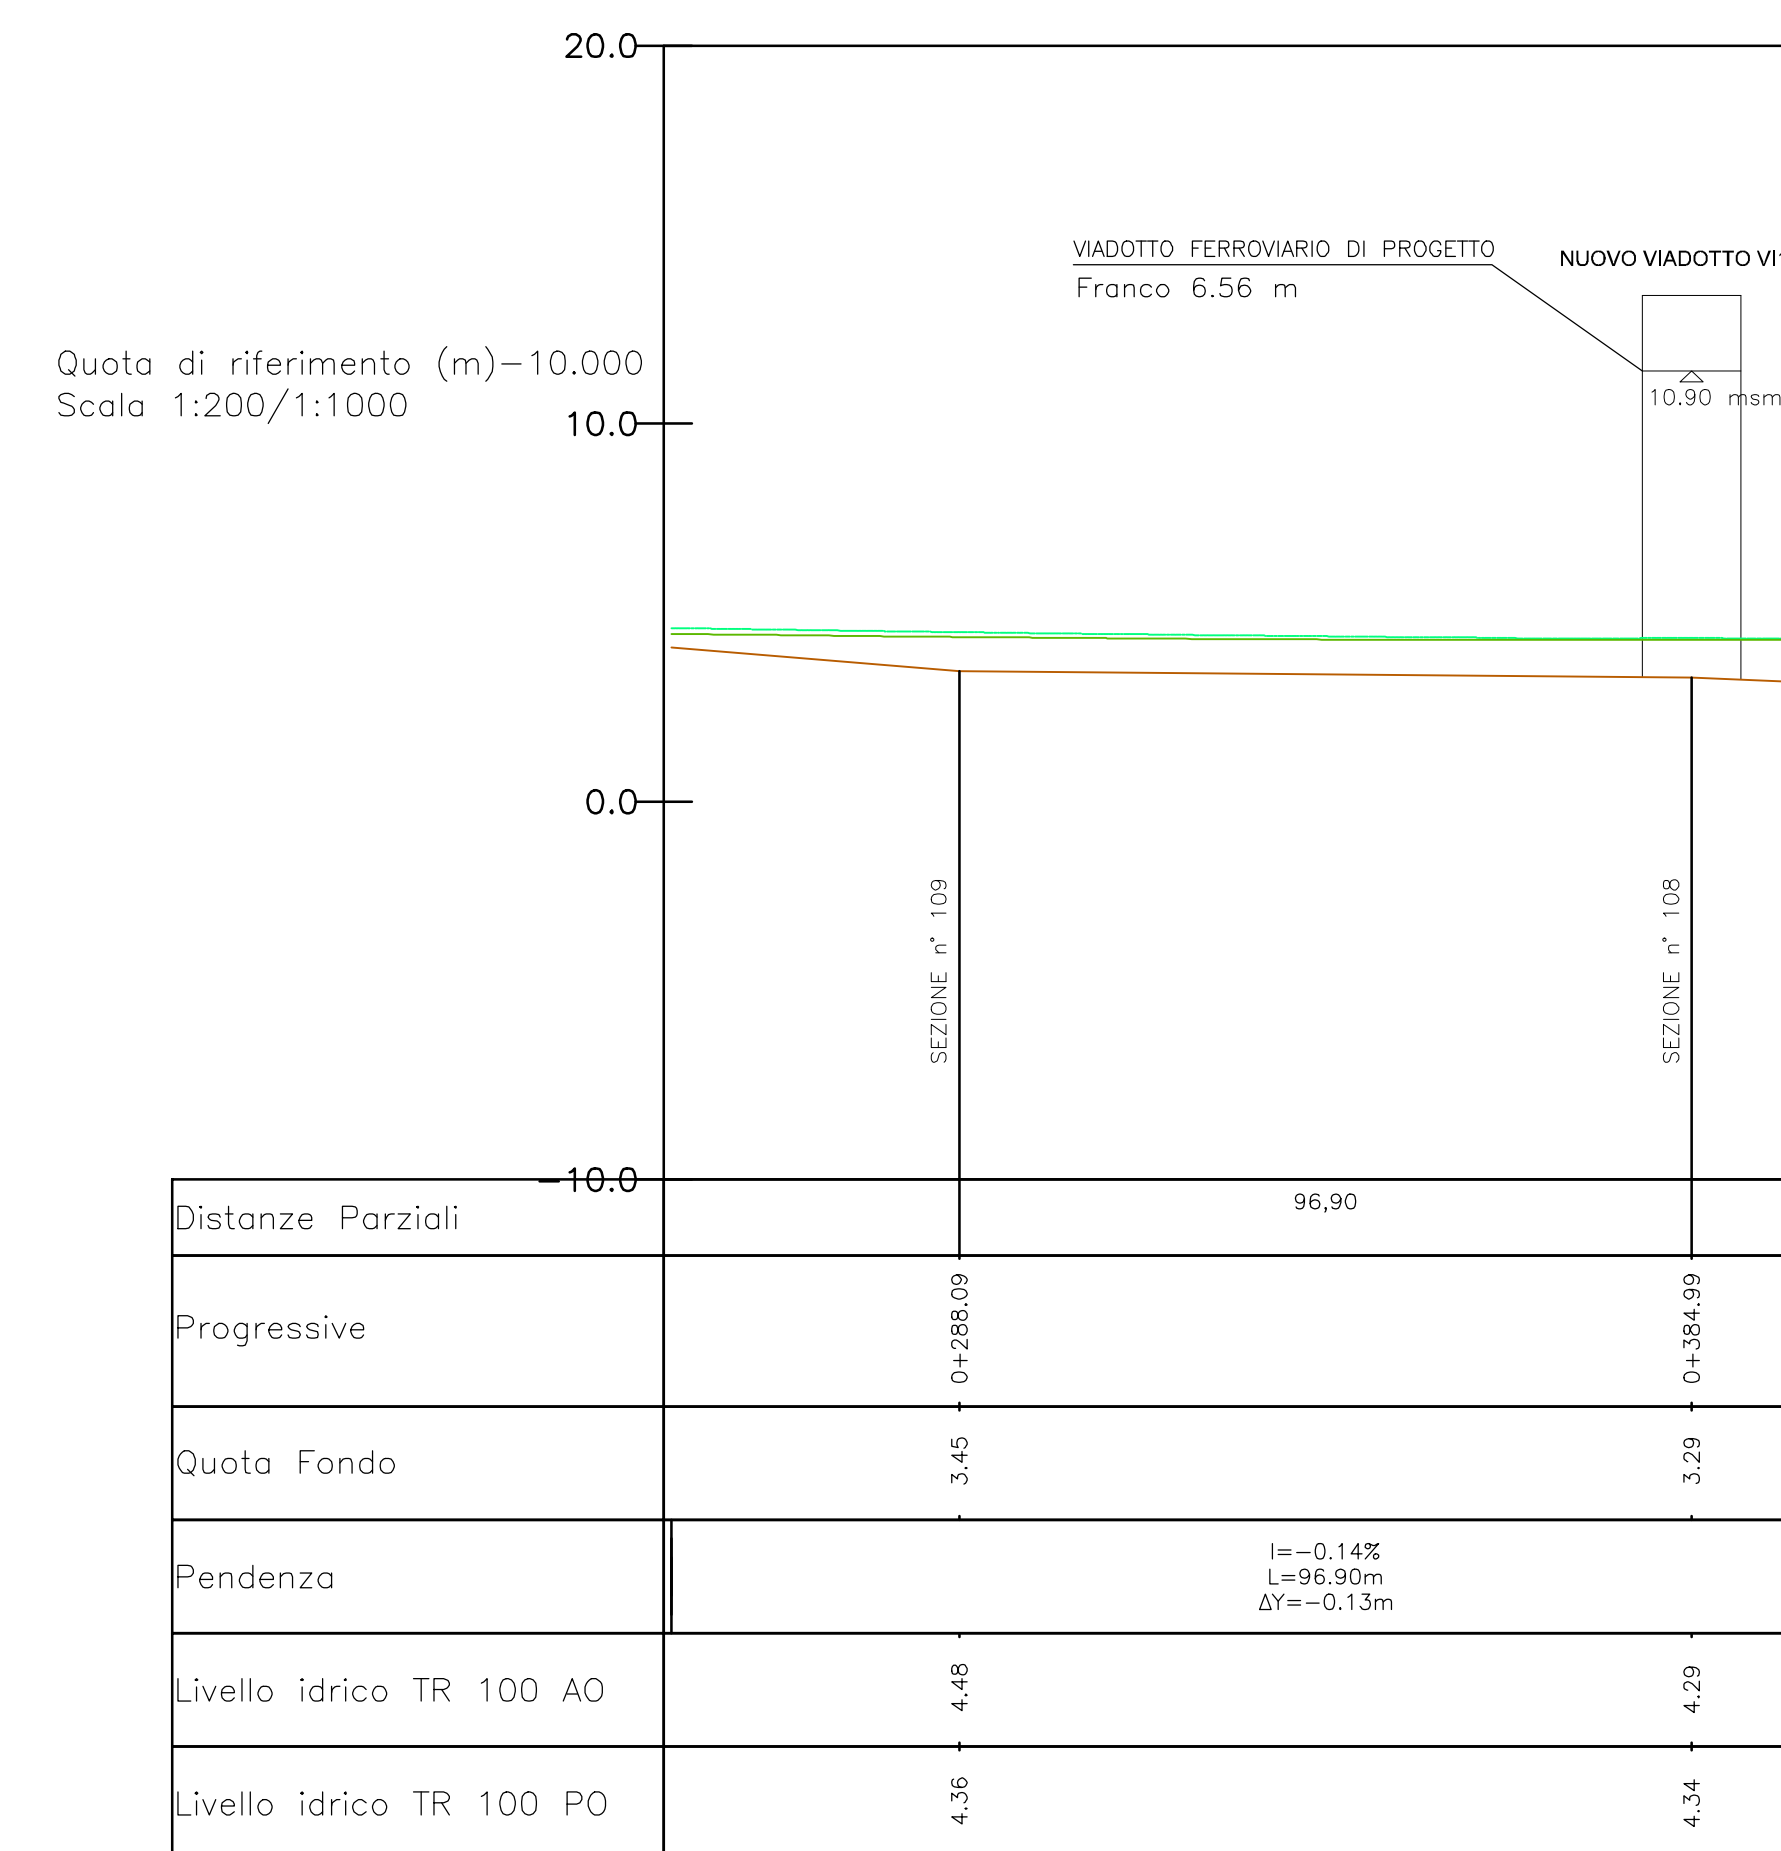 20.0
VIADOTTO FERROVIARIO DI PROGETTO
Franco 6.56 m
NUOVO VIADOTTO
Quota di riferimento (m)-10.000
Scala 1:200/1:1000
10.90 msm
10.0
0.0
SEZIONE n° 109
SEZIONE n° 108
-10.0
Distanze Parziali
96,90
Progressive
0+288.09
0+384.99
Quota Fondo
3.45
3.29
Pendenza
I=-0.14%
L=96.90m
ΔY=-0.13m
Livello idrico TR 100 AO
4.48
4.29
Livello idrico TR 100 PO
4.36
4.34